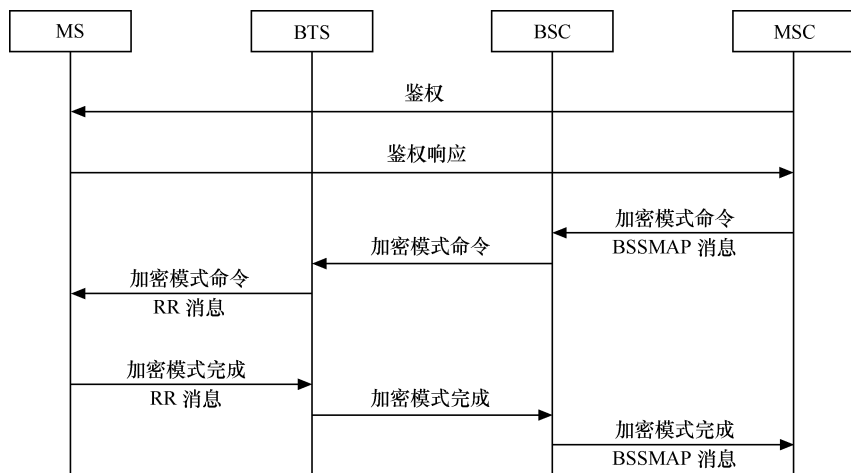 MS
BTS
BSC
MSC
鉴权
鉴权响应
加密模式命令
BSSMAP 消息
加密模式命令
加密模式命令
RR 消息
加密模式完成
RR 消息
加密模式完成
加密模式完成
BSSMAP 消息